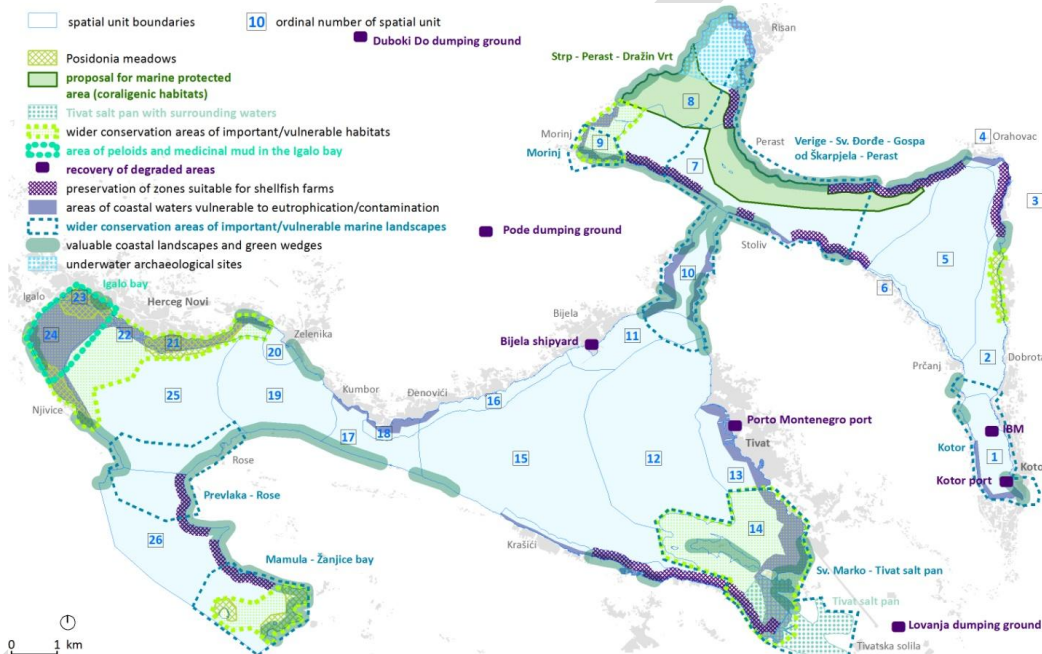 spatial unit boundaries
10 ordinal number of spatial unit
Duboki Do dumping ground
Posidonia meadows
proposal for marine protected
area (coraligenic habitats)
Tivat salt pan with surrounding waters
wider conservation areas of important/vulnerable habitats
area of peloids and medicinal mud in the Igalo bay
recovery of degraded areas
preservation of zones suitable for shellfish farms
areas of coastal waters vulnerable to eutrophication/contamination
wider conservation areas of important/vulnerable marine landscapes
valuable coastal landscapes and green wedges
underwater archaeological sites
Risan
Strp - Perast - Dražin Vrt
8
Morinj
9
Morinj
7
Perast
Verige - Sv. Đorđe - Gospa
od Škarpjela - Perast
4
Orahovac
3
Pode dumping ground
Stoliv
5
6
10
Igalo bay
Igalo
23
Herceg Novi
24
22
21
Zelenika
20
Bijela
11
Bijela shipyard
Prčanj
2
Dobrota
Njivice
25
19
Kumbor
Đenovići
16
17
18
Rose
Porto Montenegro port
Tivat
Kotor
IBM
1
Kotor port
15
12
13
Prevlaka - Rose
26
Mamula - Žanjice bay
Krašići
14
Sv. Marko - Tivat salt pan
Tivat salt pan
Lovanja dumping ground
Tivatska solila
0 1 km